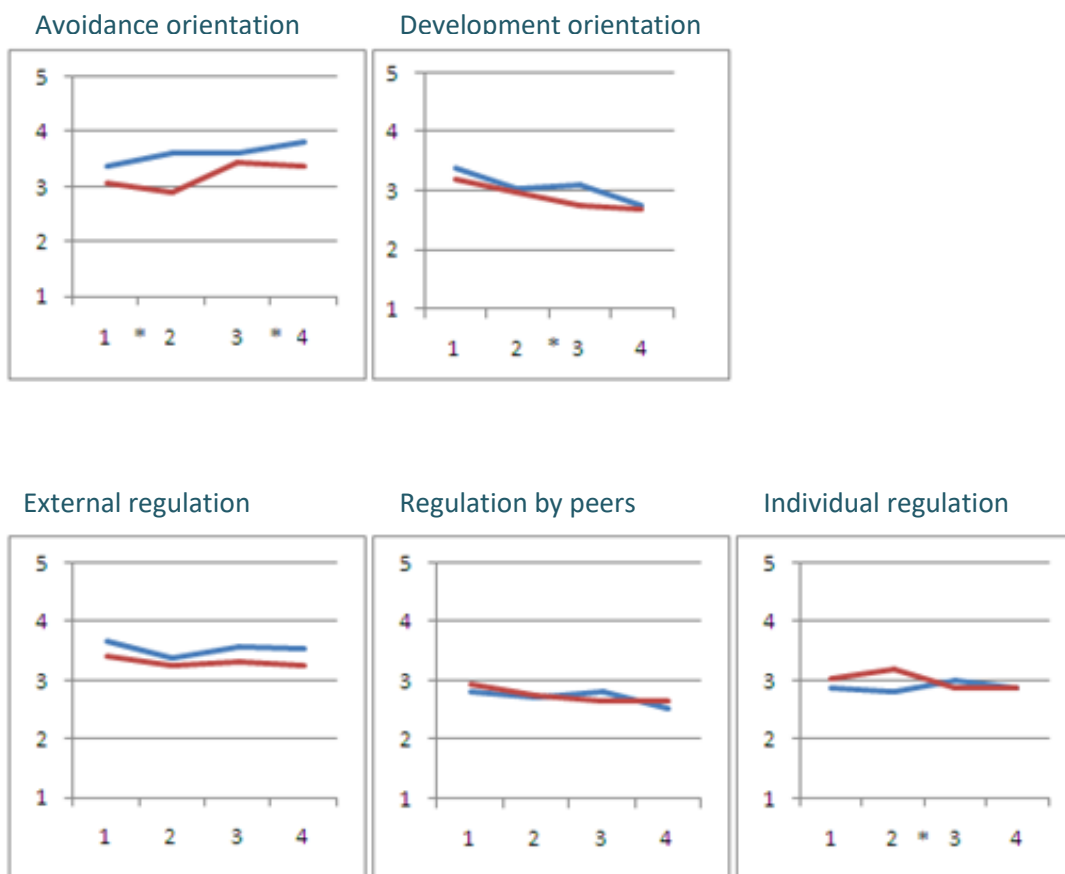 Avoidance orientation
Development orientation
5
4
3
2
1
1 * 2 3 * 4
5
4
3
2
1
1 2 * 3 4
External regulation
Regulation by peers
Individual regulation
5
4
3
2
1
1 2 3 4
5
4
3
2
1
1 2 3 4
5
4
3
2
1
1 2 * 3 4